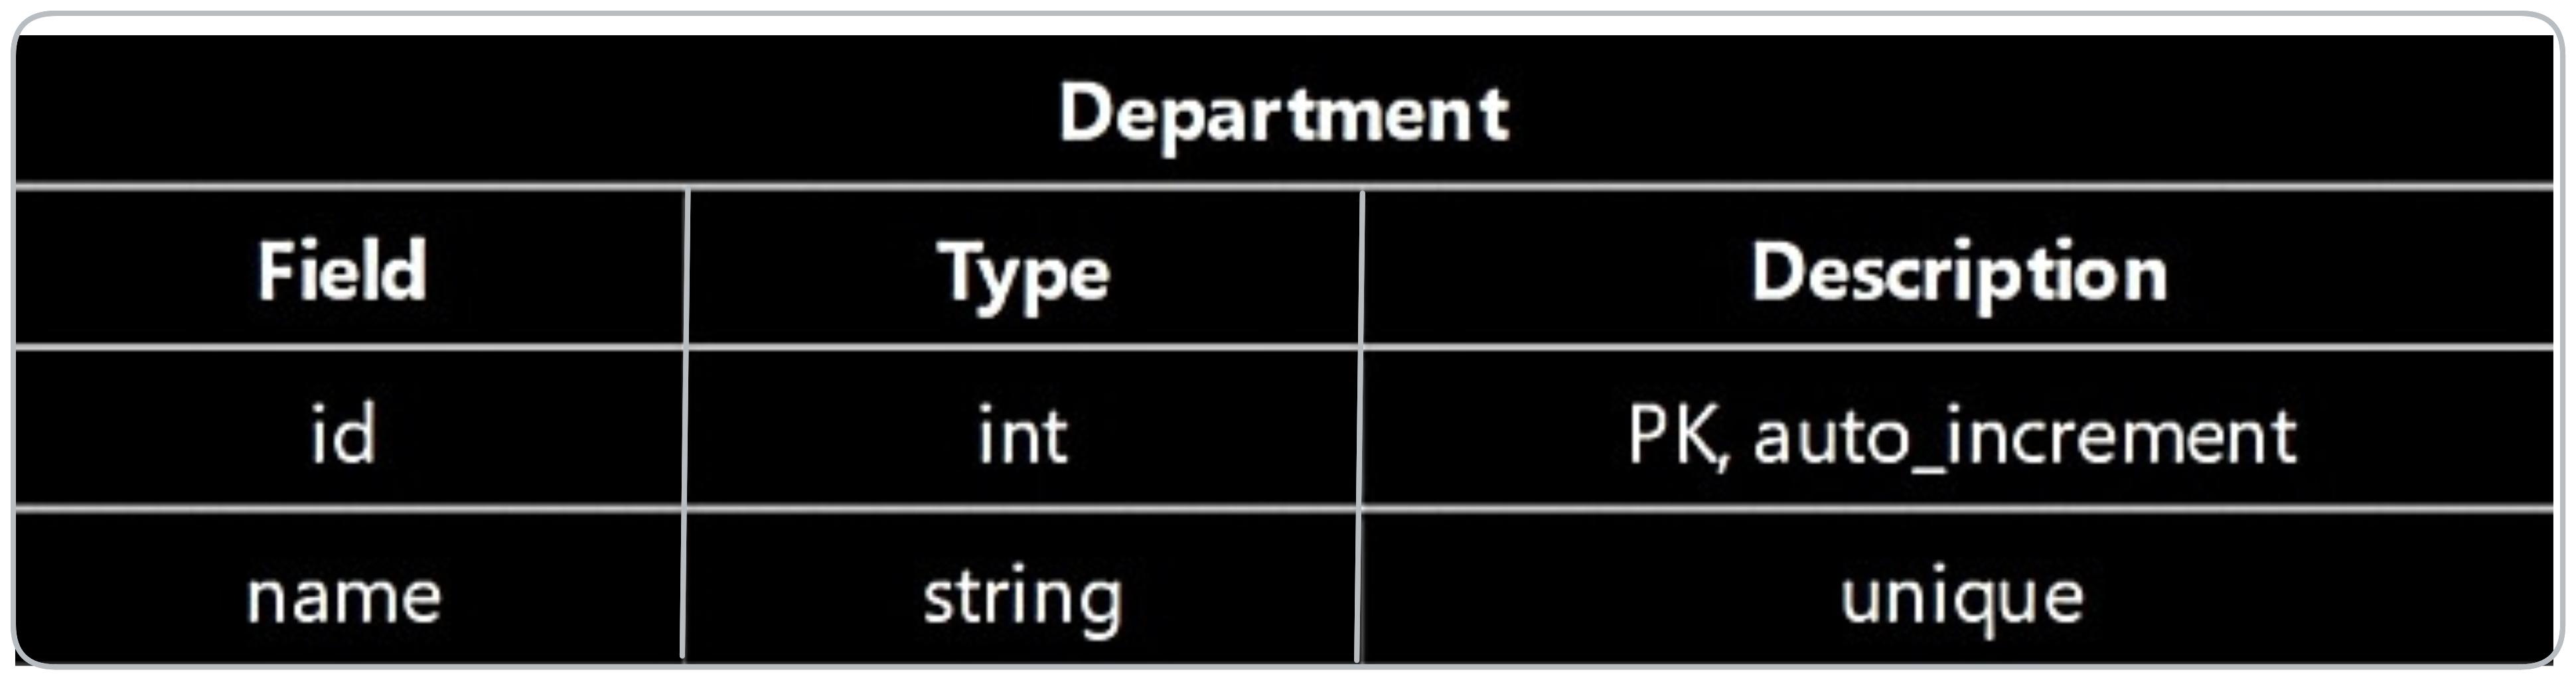 Department
Field Type Description
id int PK, auto_increment
name string unique